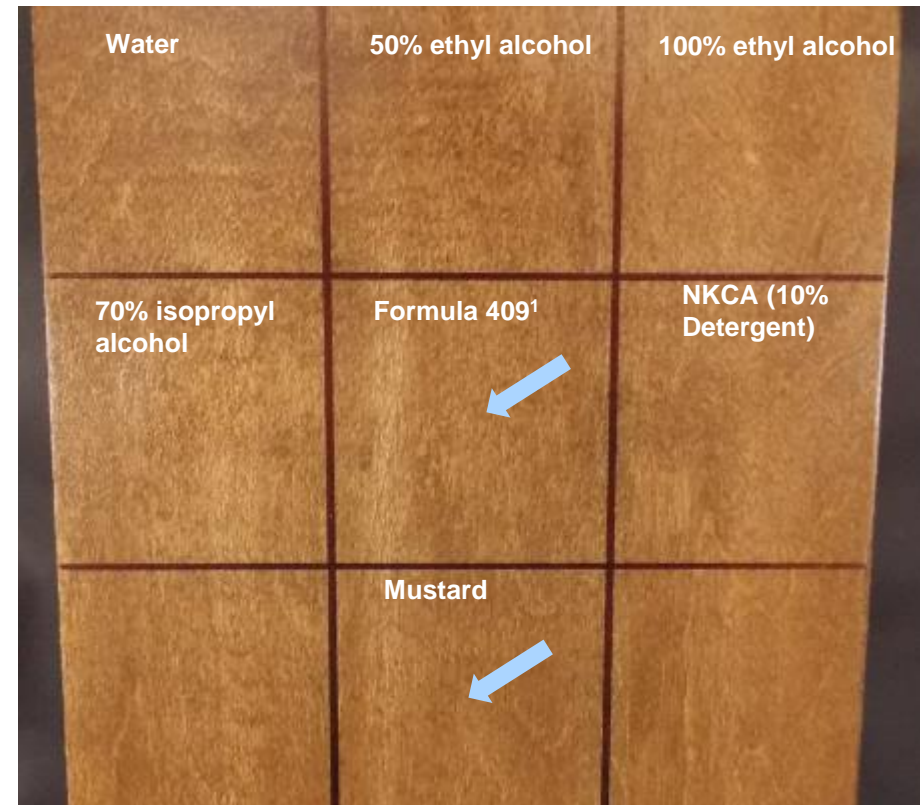 Water
50% ethyl alcohol
100% ethyl alcohol
70% isopropyl
alcohol
Formula 409¹
NKCA (10%
Detergent)
Mustard